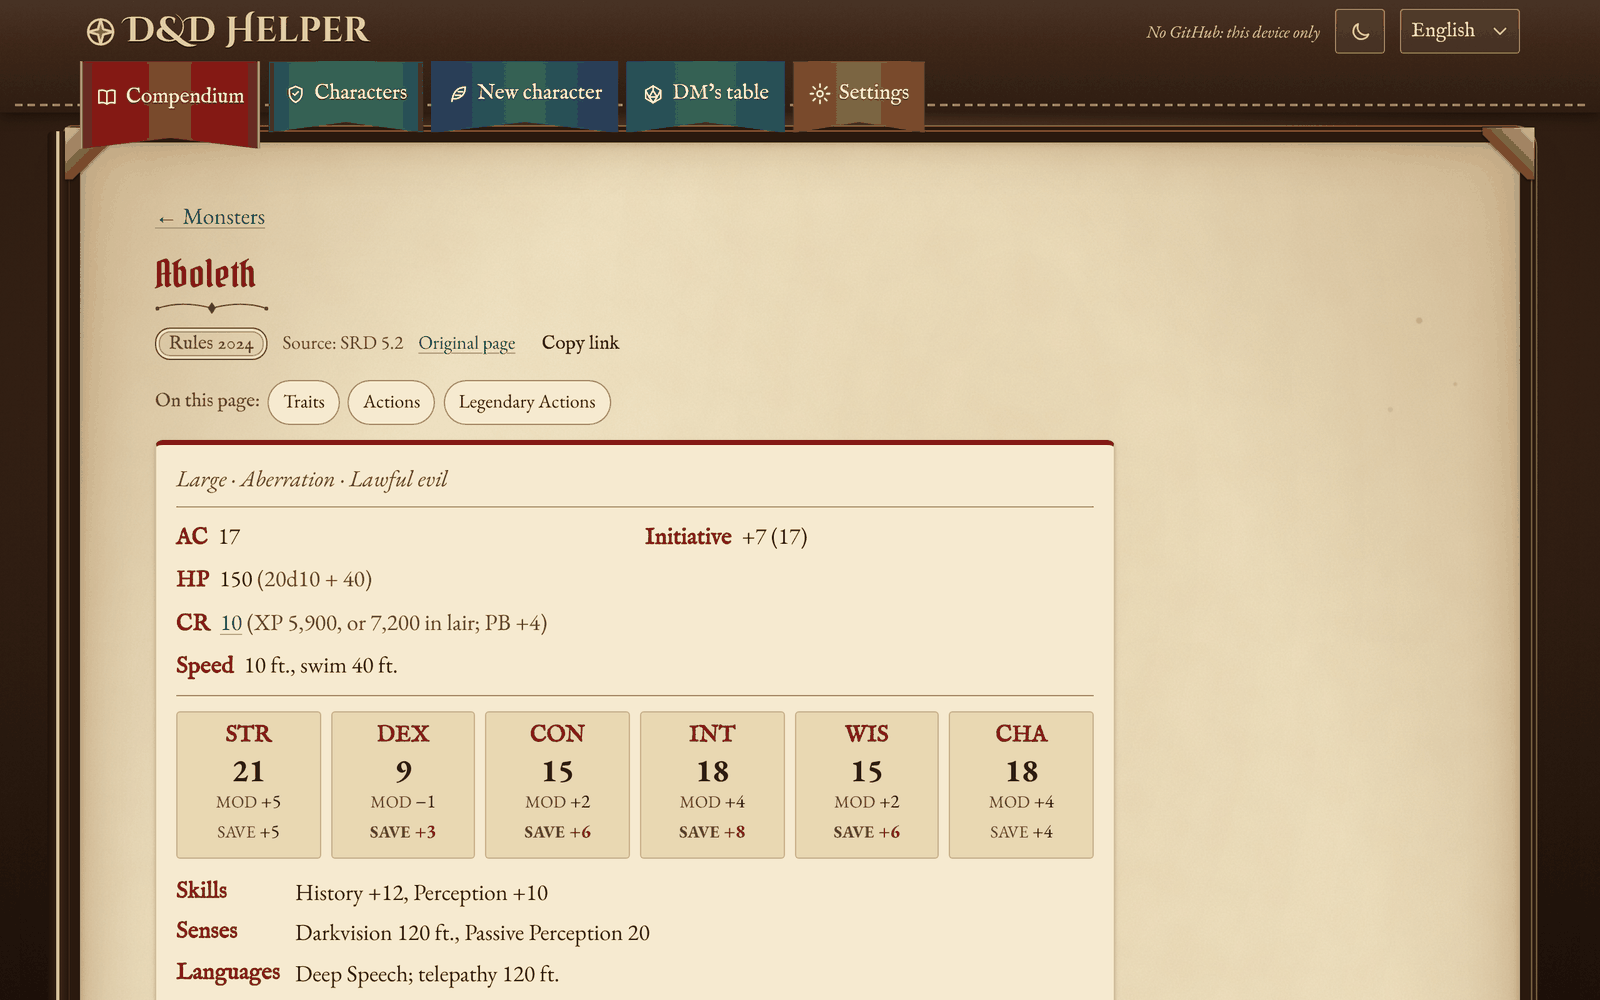 D&D Helper
No GitHub: this device only
English
Compendium
Characters
New character
DM's table
Settings
← Monsters
Aboleth
Rules 2024 Source: SRD 5.2 Original page Copy link
On this page: Traits Actions Legendary Actions
Large · Aberration · Lawful evil
AC 17 Initiative +7 (17)
HP 150 (20d10 + 40)
CR 10 (XP 5,900, or 7,200 in lair; PB +4)
Speed 10 ft., swim 40 ft.
STR DEX CON INT WIS CHA
21 9 15 18 15 18
MOD +5 MOD −1 MOD +2 MOD +4 MOD +2 MOD +4
SAVE +5 SAVE +3 SAVE +6 SAVE +8 SAVE +6 SAVE +4
Skills History +12, Perception +10
Senses Darkvision 120 ft., Passive Perception 20
Languages Deep Speech; telepathy 120 ft.